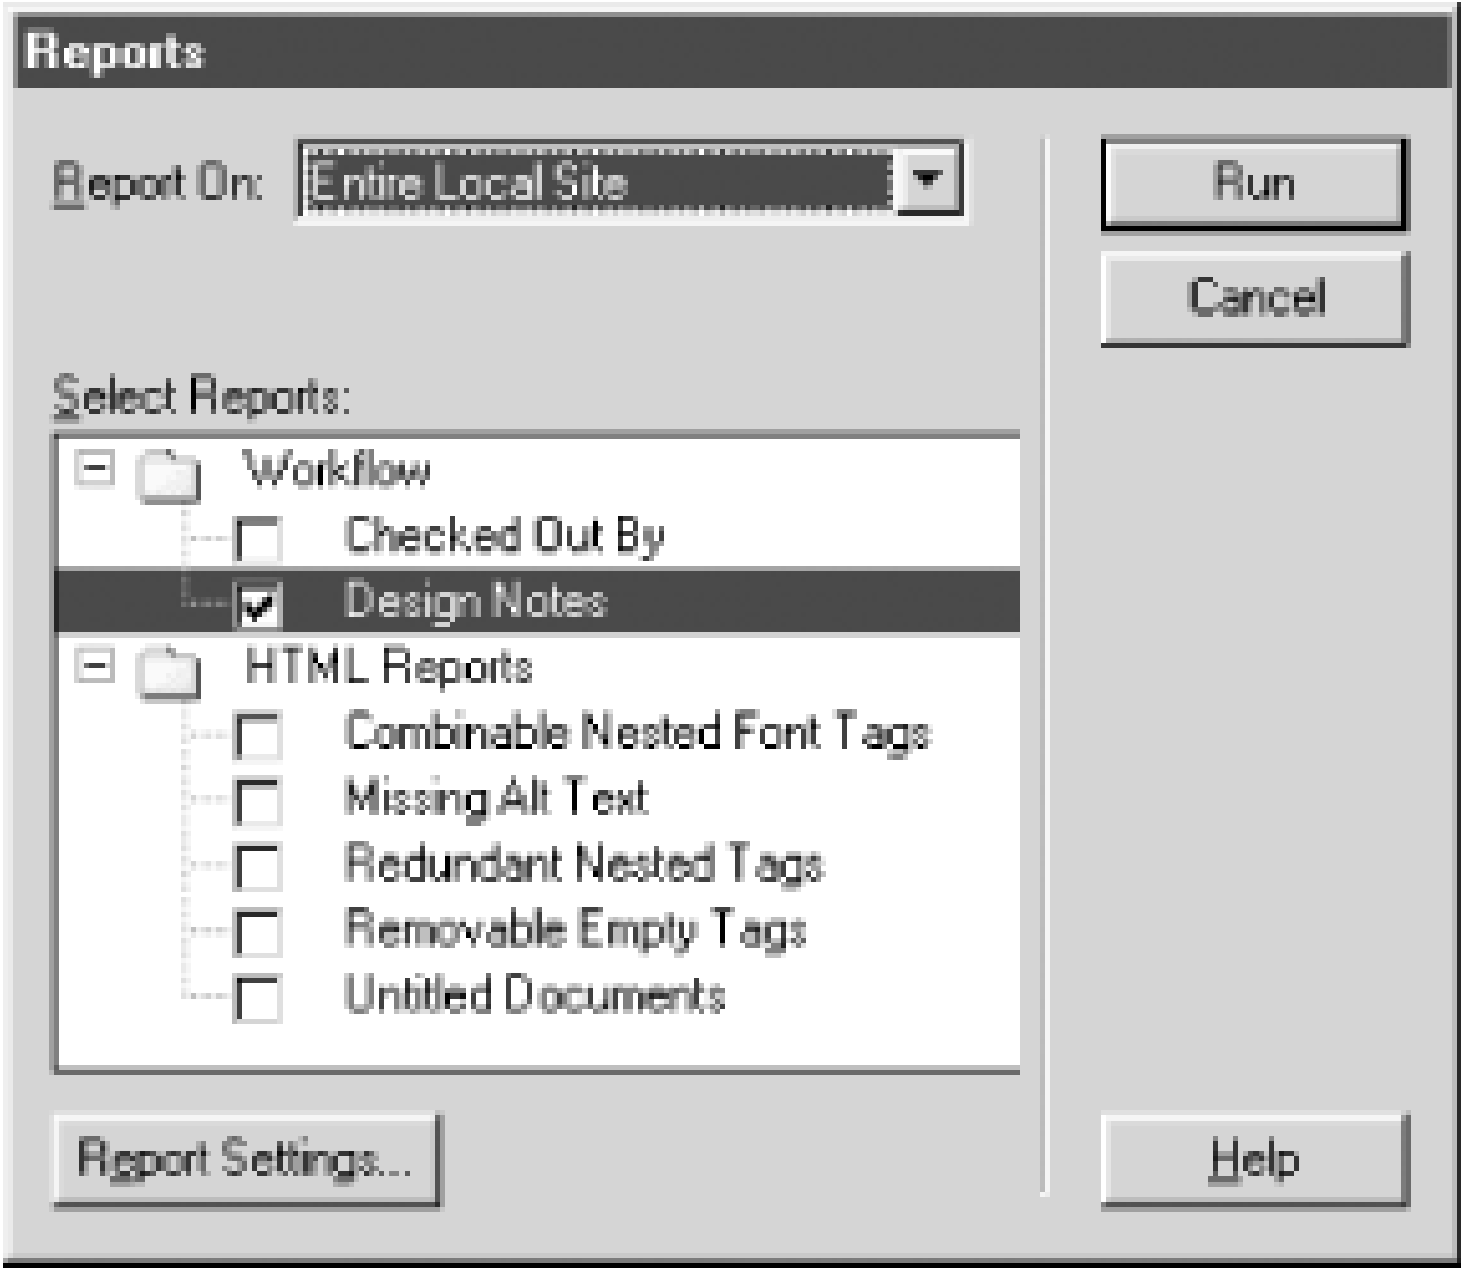 Reports
Report On: Entire Local Site
Run
Cancel
Select Reports:
Workflow
Checked Out By
Design Notes
HTML Reports
Combinable Nested Font Tags
Missing Alt Text
Redundant Nested Tags
Removable Empty Tags
Untitled Documents
Report Settings...
Help